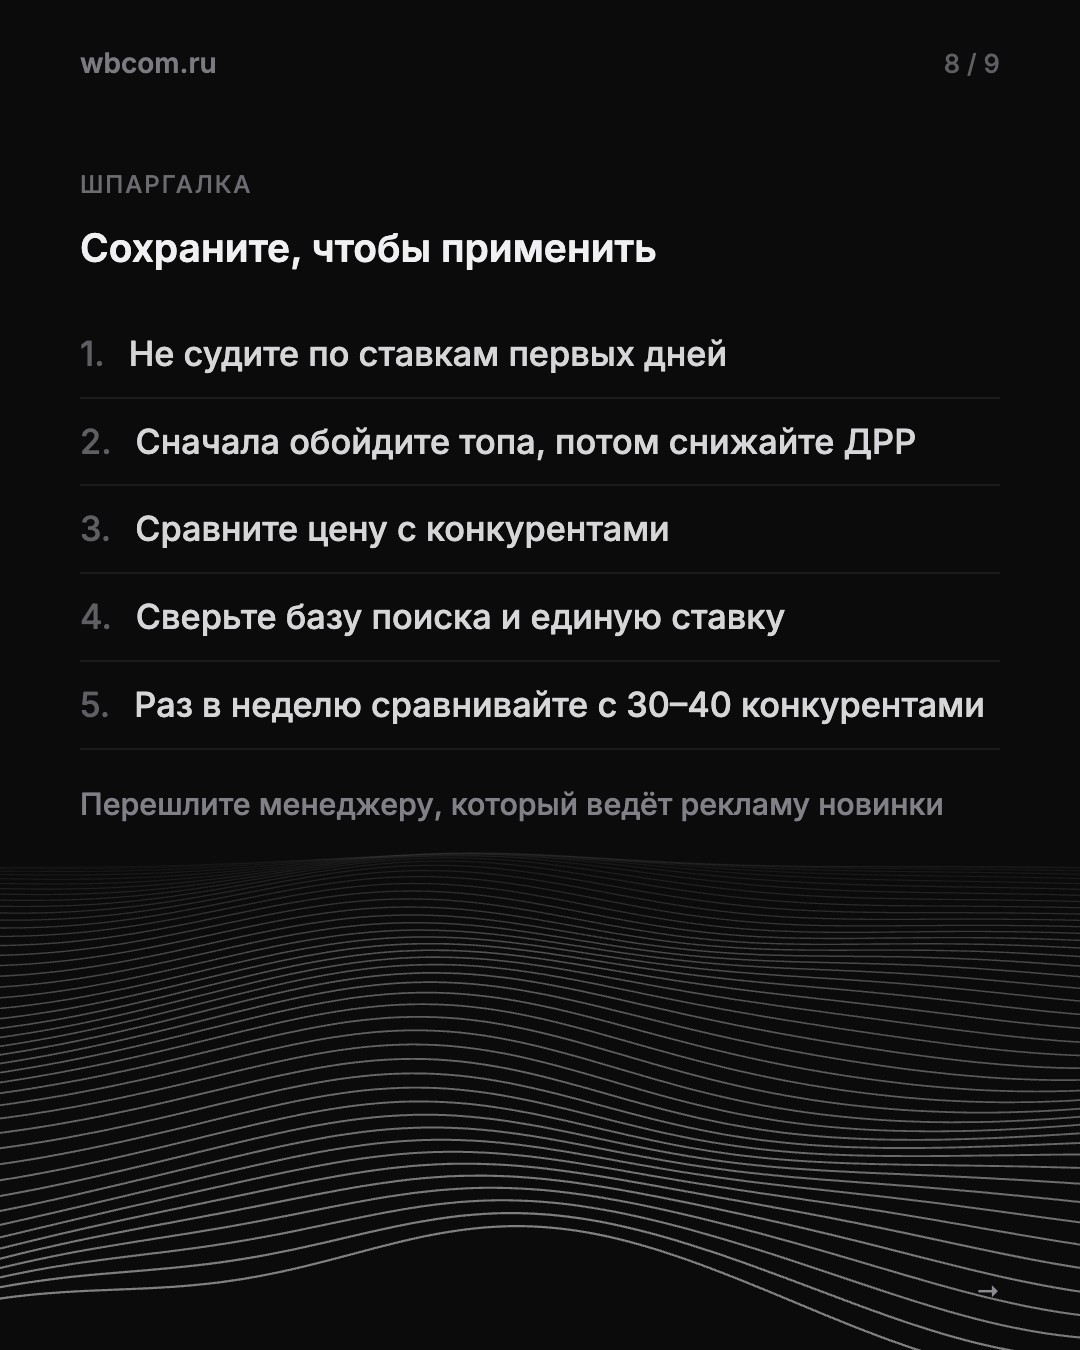 wbcom.ru
8 / 9
ШПАРГАЛКА
Сохраните, чтобы применить
1. Не судите по ставкам первых дней
2. Сначала обойдите топа, потом снижайте ДРР
3. Сравните цену с конкурентами
4. Сверьте базу поиска и единую ставку
5. Раз в неделю сравнивайте с 30–40 конкурентами
Перешлите менеджеру, который ведёт рекламу новинки
→